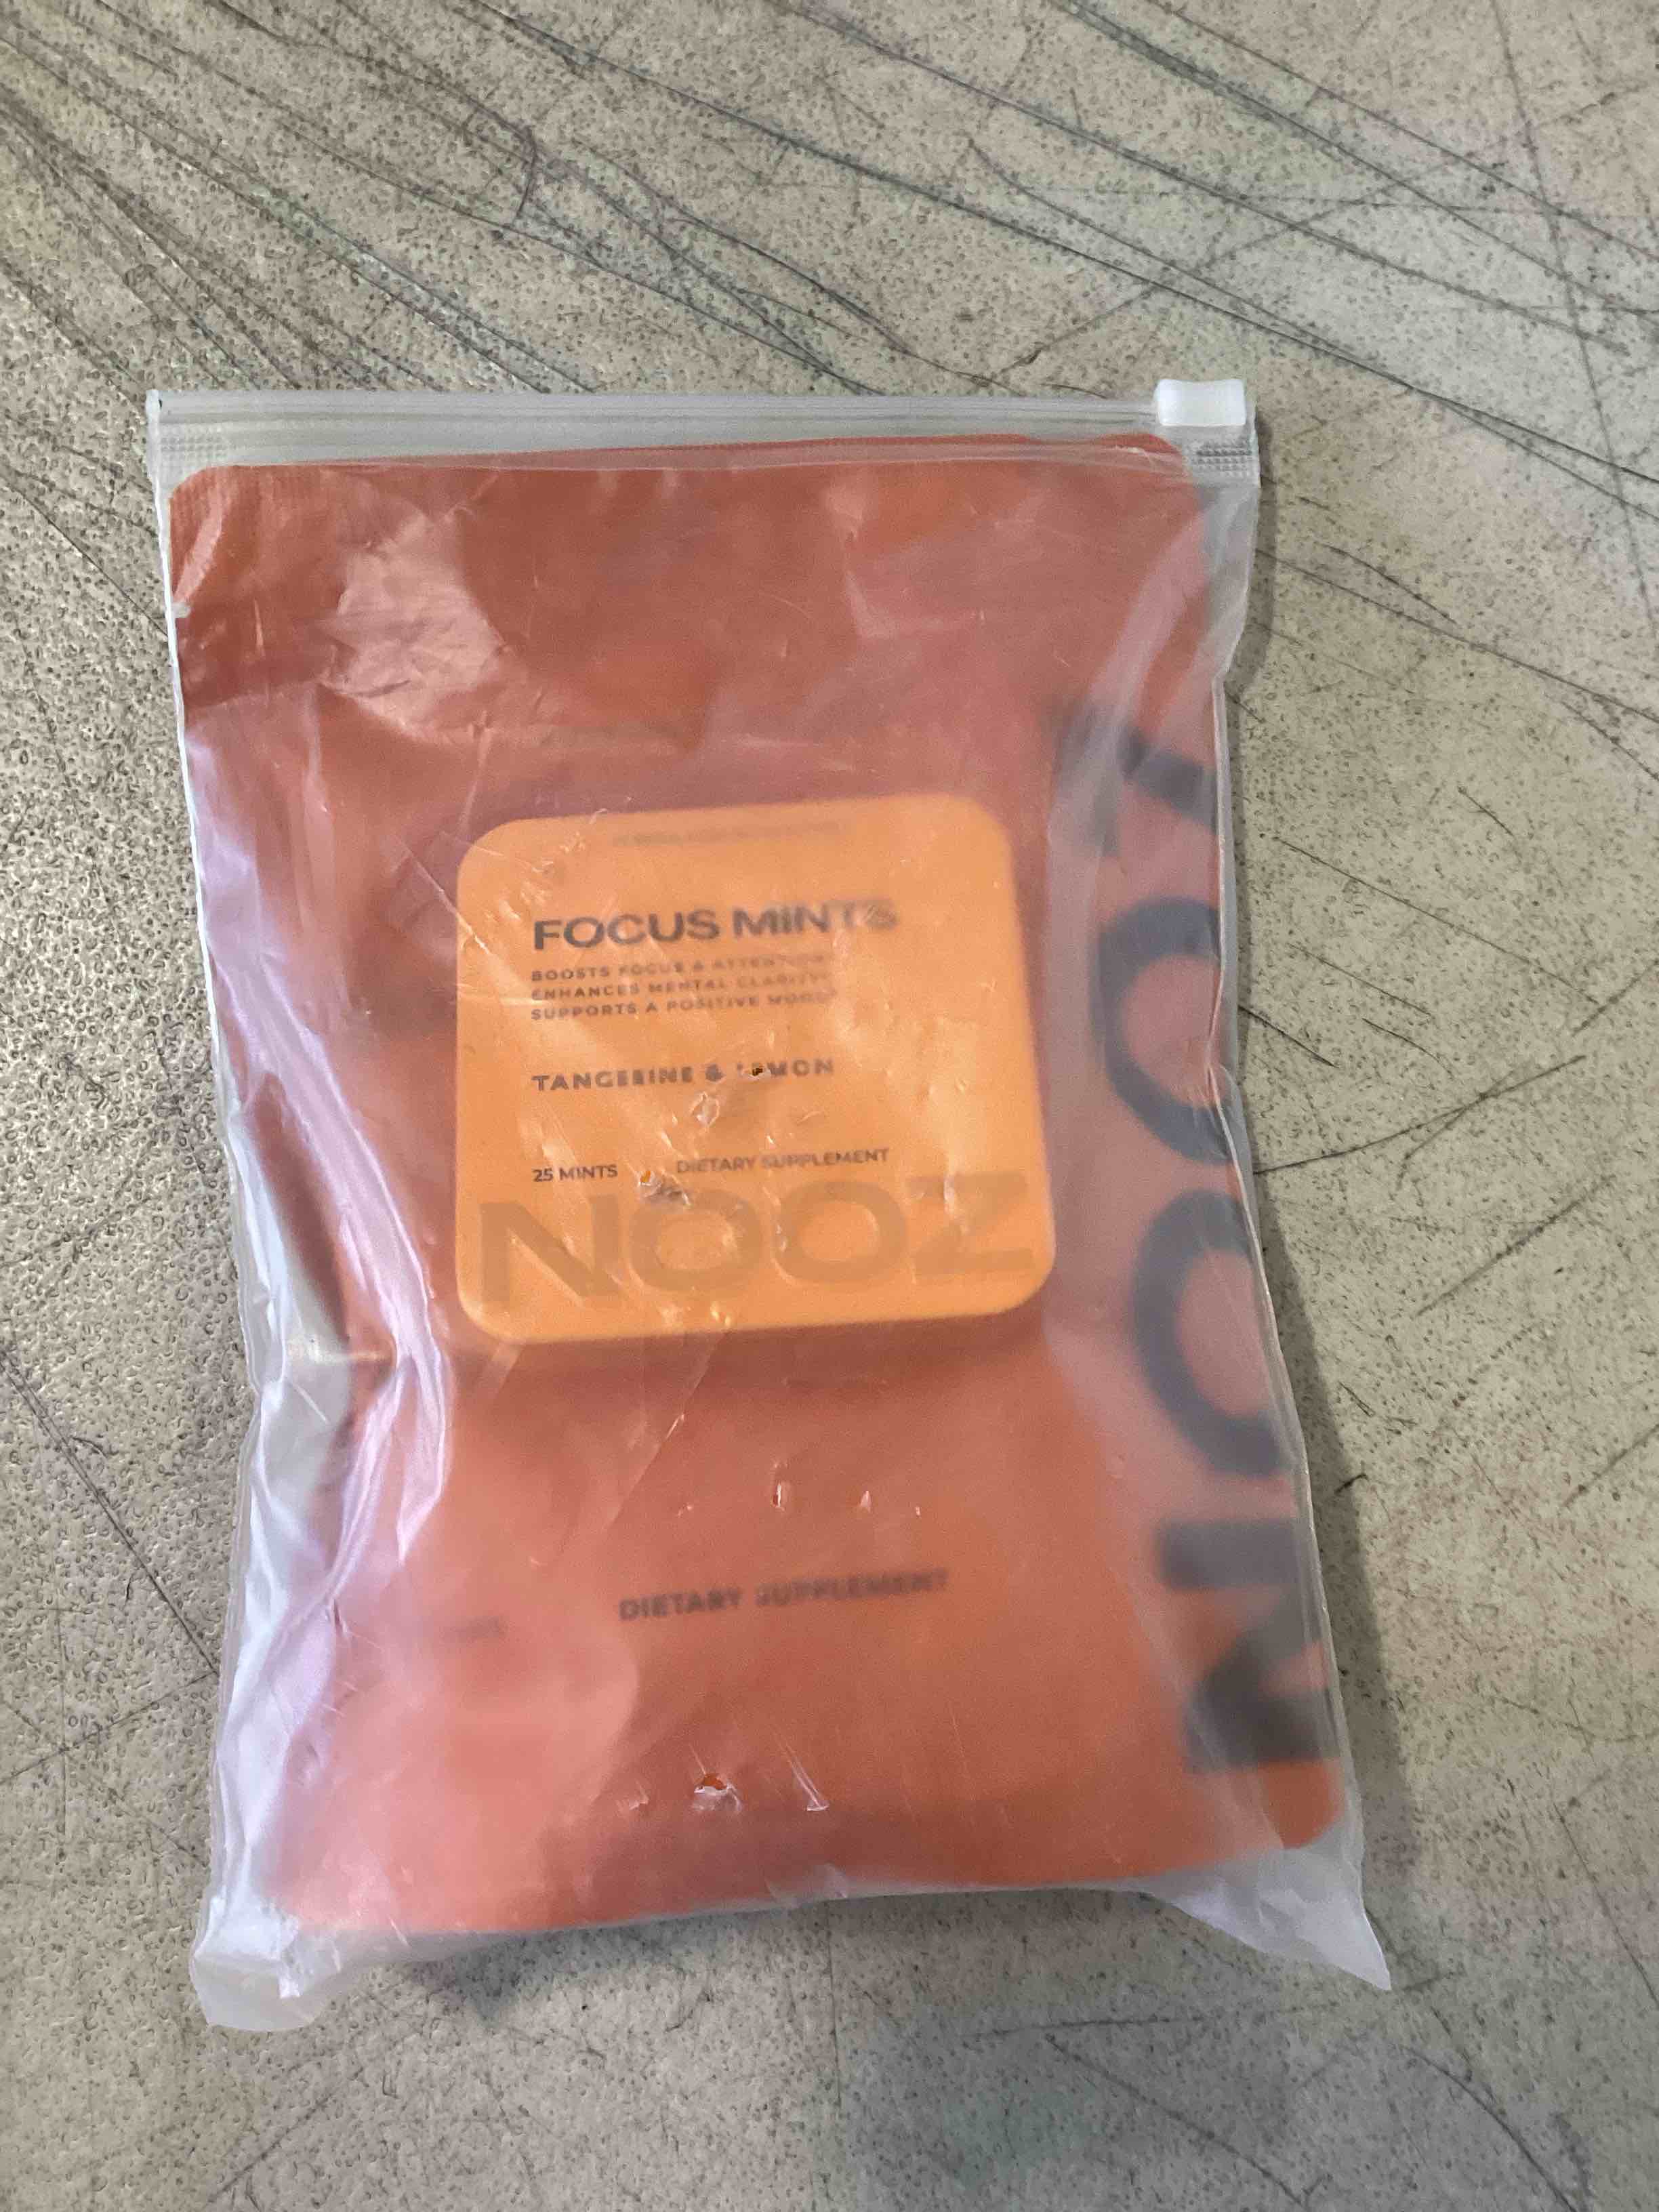 FOCUS MINTS
BOOSTS FOCUS & ATTENTION
ENHANCES MENTAL CLARITY
SUPPORTS A POSITIVE MOOD
TANGERINE & LEMON
25 MINTS
DIETARY SUPPLEMENT
NOOZ
DIETARY SUPPLEMENT
NOOZ